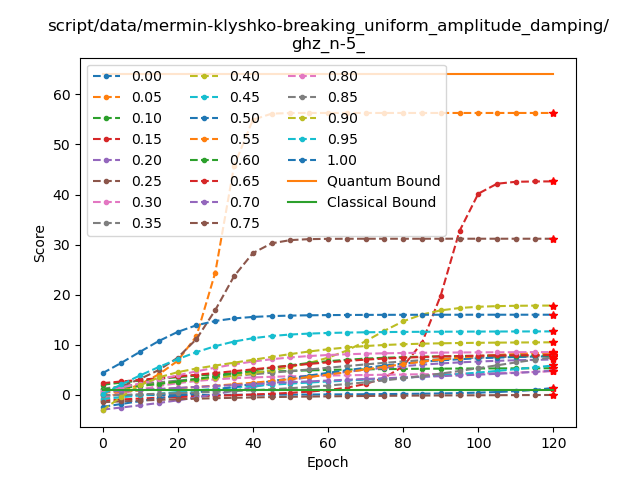 script/data/mermin-klyshko-breaking_uniform_amplitude_damping/
ghz_n-5_
0.00 0.40 0.80
0.05 0.45 0.85
0.10 0.50 0.90
0.15 0.55 0.95
0.20 0.60 1.00
0.25 0.65 Quantum Bound
0.30 0.70 Classical Bound
0.35 0.75
60
50
40
30
20
10
0
Score
0 20 40 60 80 100 120
Epoch